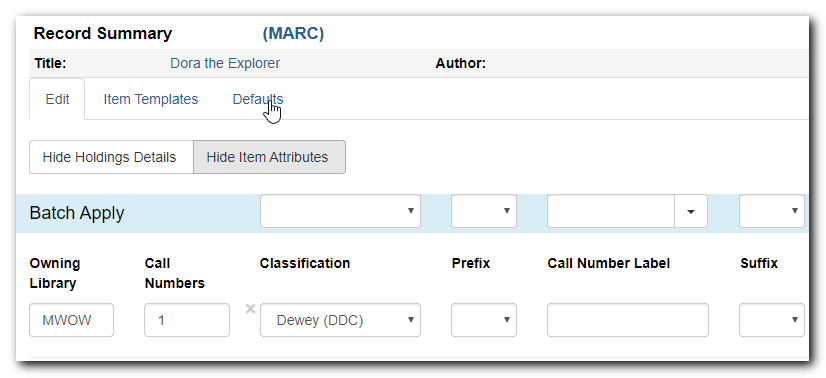 Record Summary (MARC)
Title: Dora the Explorer Author:
Edit Item Templates Defaults
Hide Holdings Details Hide Item Attributes
Batch Apply
Owning Library Call Numbers Classification Prefix Call Number Label Suffix
MWOW 1 Dewey (DDC)